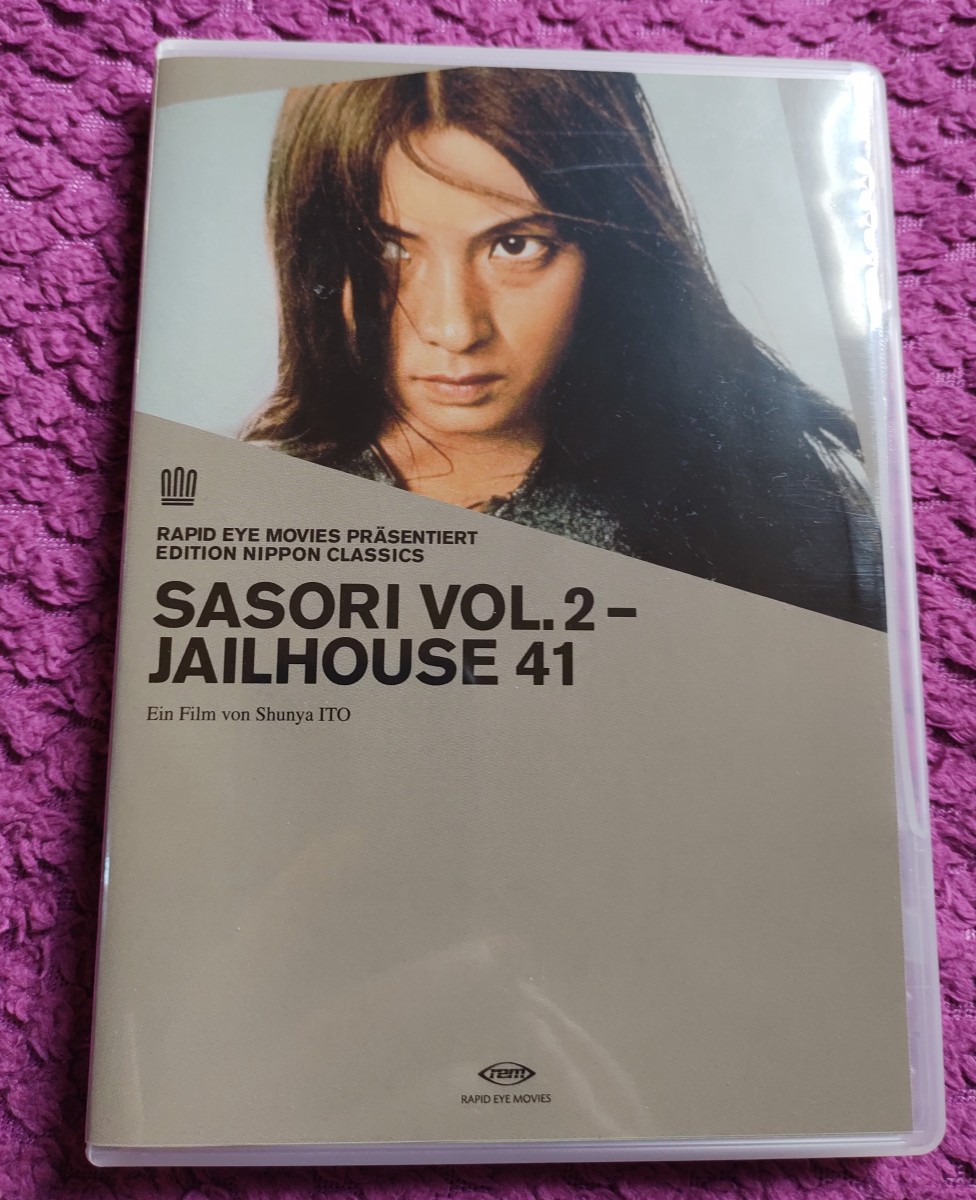 RAPID EYE MOVIES PRÄSENTIERT
EDITION NIPPON CLASSICS
SASORI VOL. 2 –
JAILHOUSE 41
Ein Film von Shunya ITO
rem
RAPID EYE MOVIES